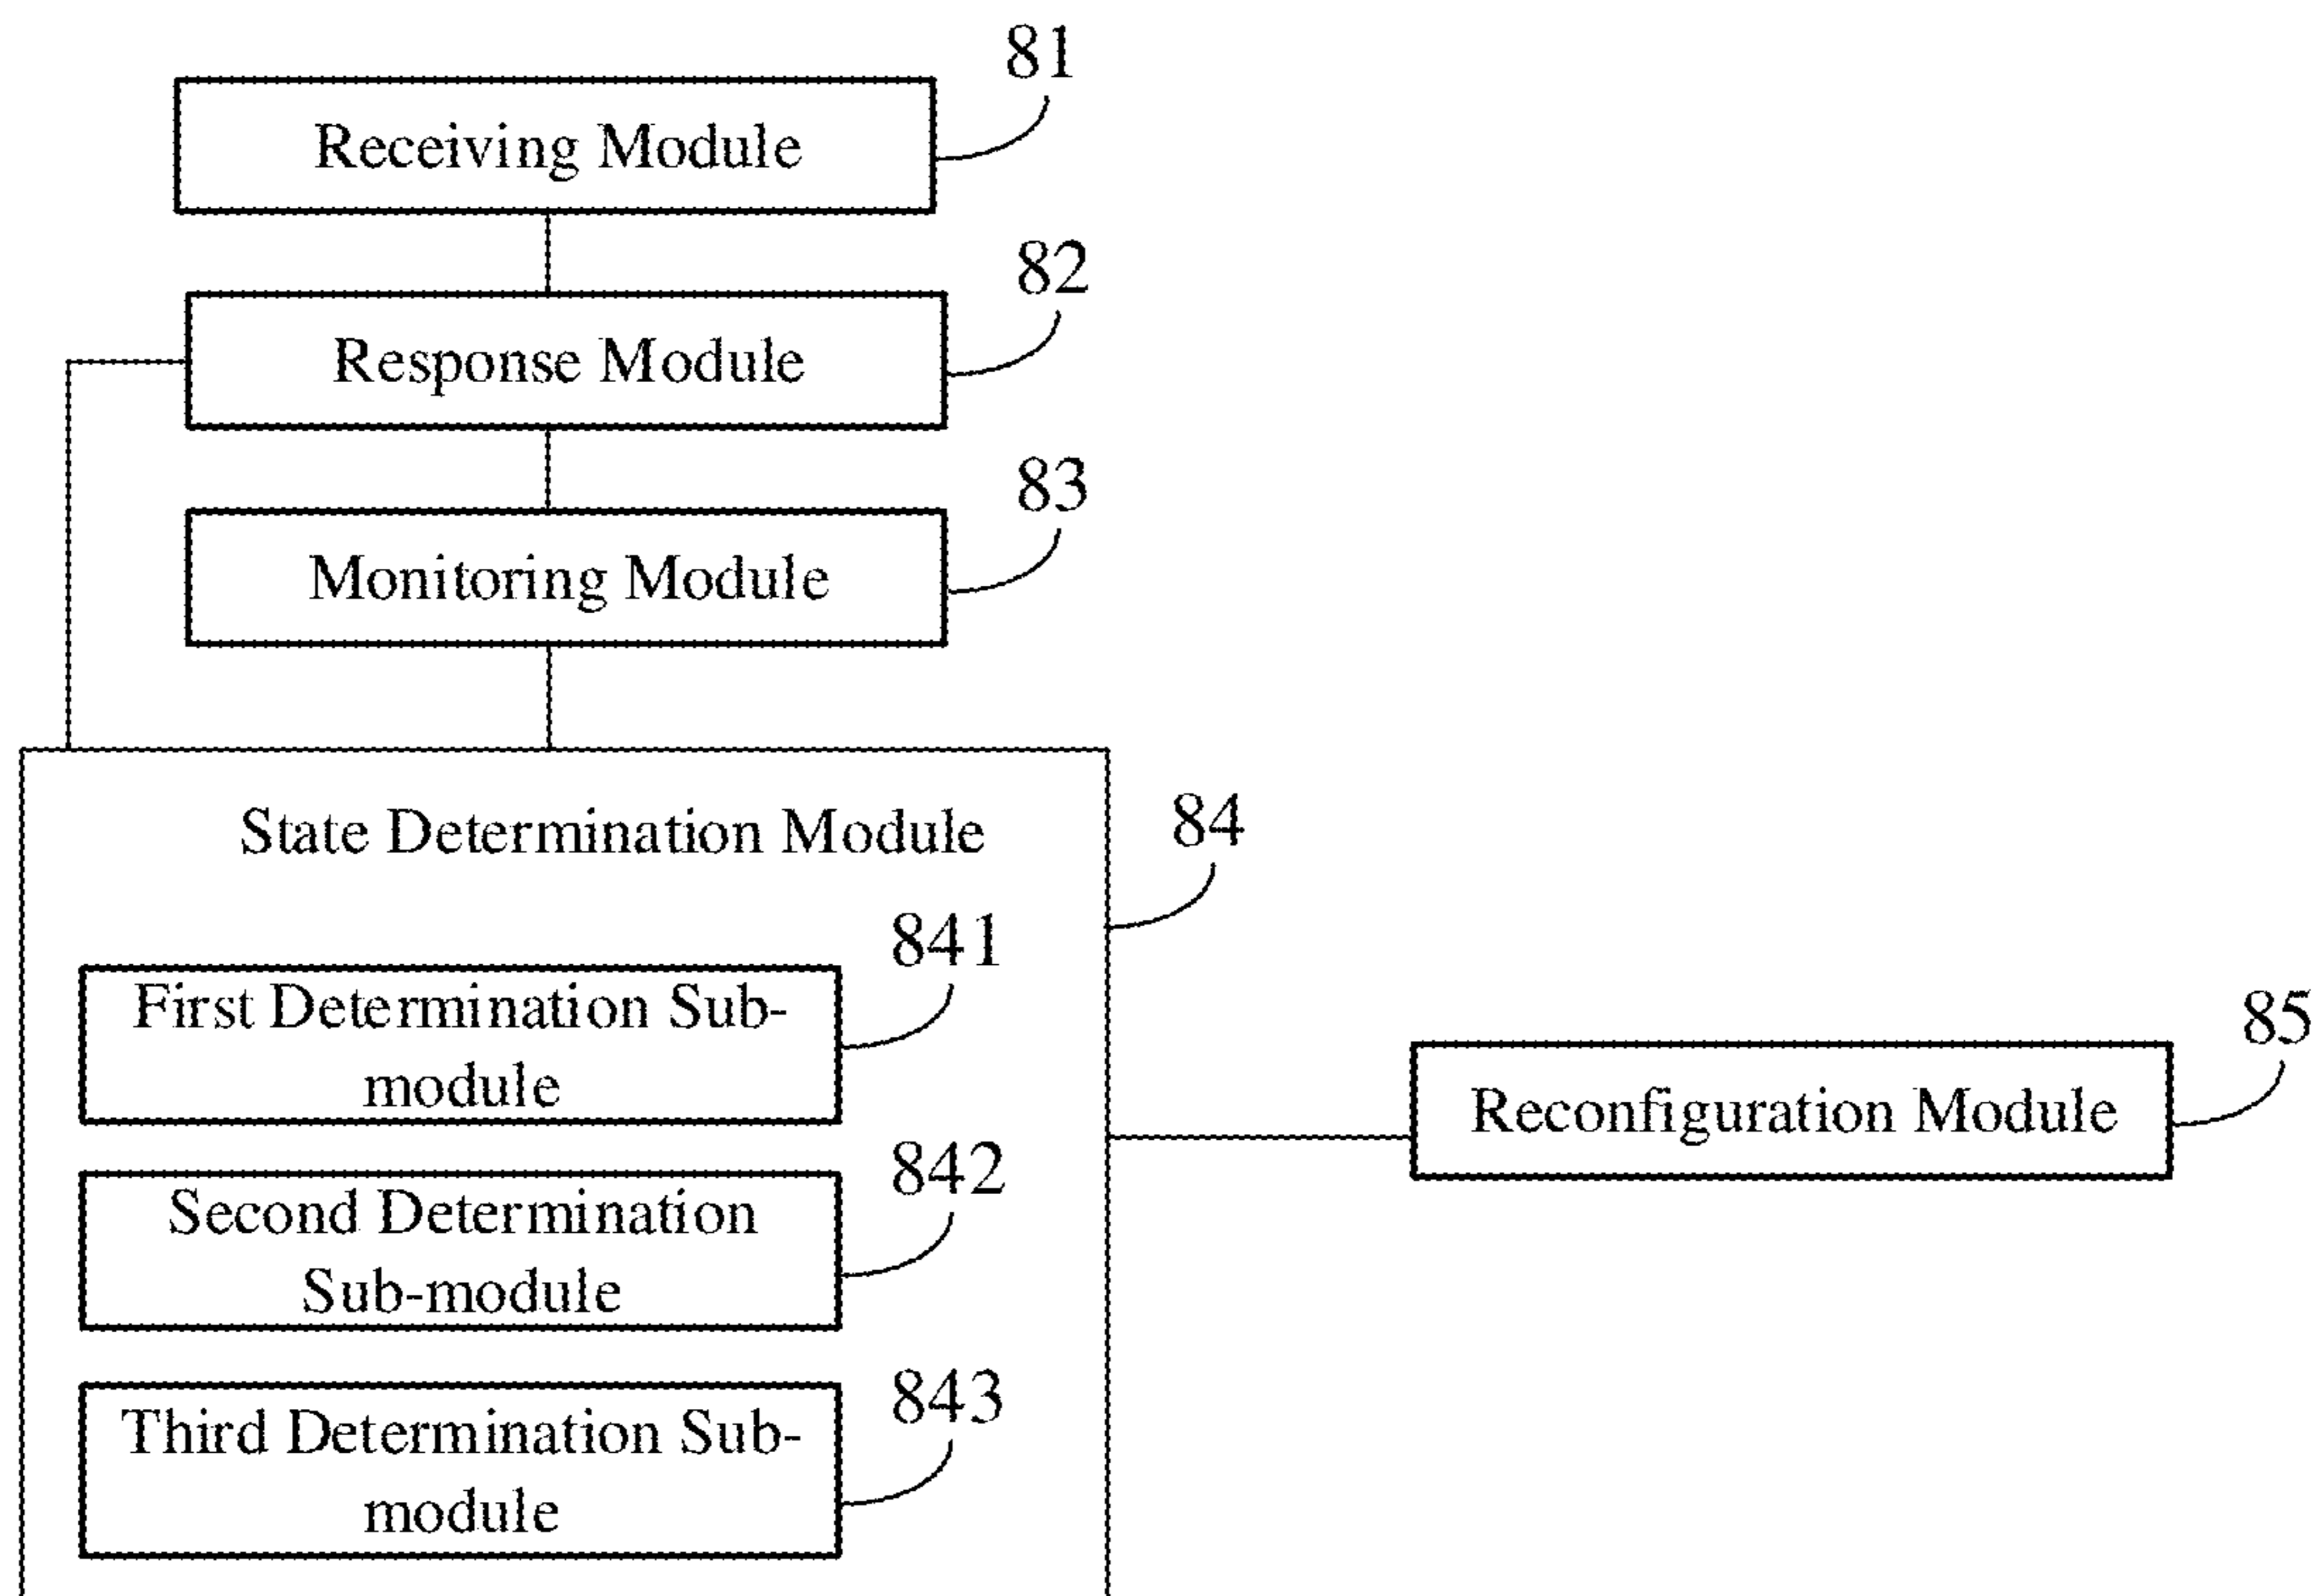 81
Receiving Module
82
Response Module
83
Monitoring Module
State Determination Module
84
841
First Determination Sub-
module
842
Second Determination
Sub-module
843
Third Determination Sub-
module
85
Reconfiguration Module